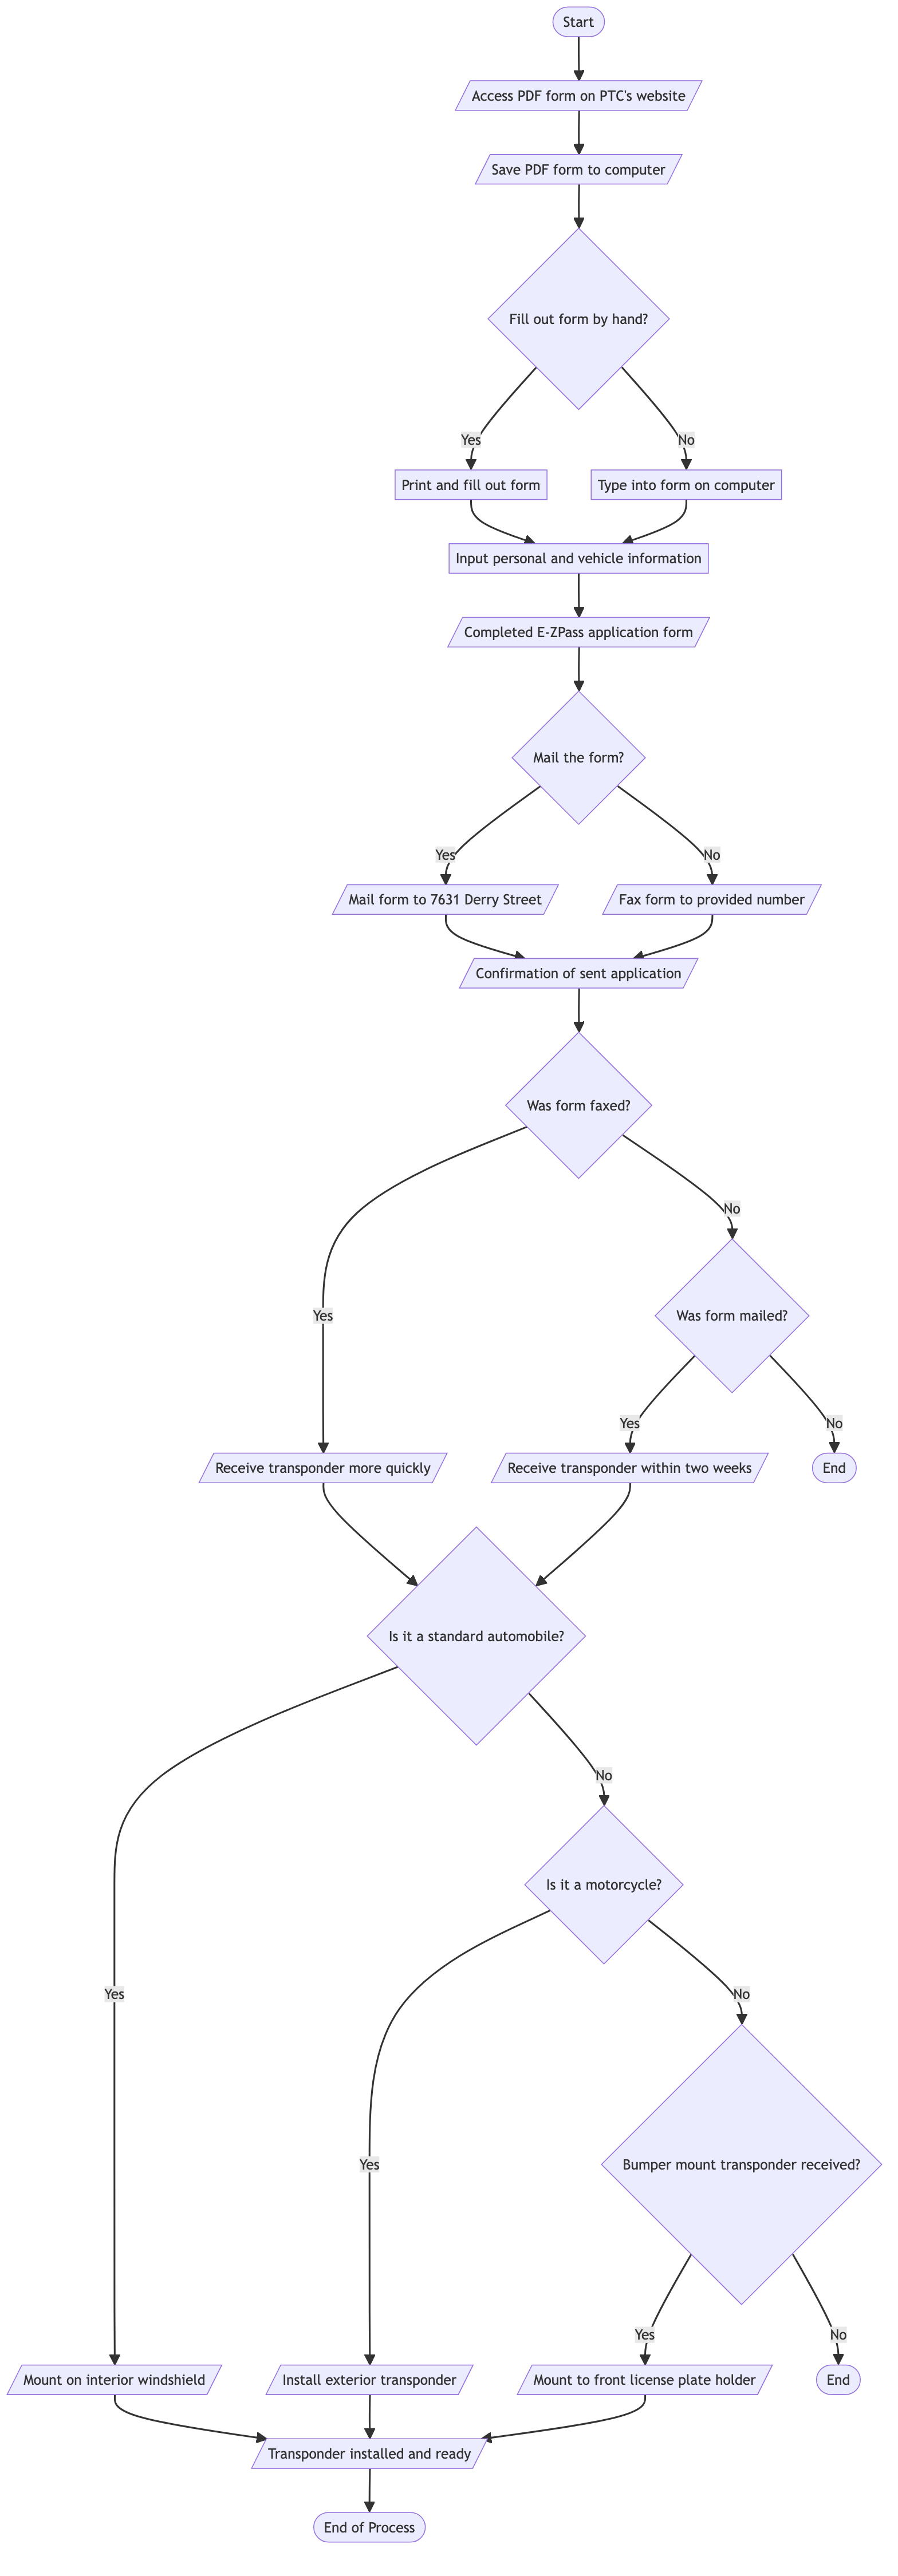 Start
Access PDF form on PTC's website
Save PDF form to computer
Fill out form by hand?
Yes
No
Print and fill out form
Type into form on computer
Input personal and vehicle information
Completed E-ZPass application form
Mail the form?
Yes
No
Mail form to 7631 Derry Street
Fax form to provided number
Confirmation of sent application
Was form faxed?
No
Yes
Was form mailed?
Yes
No
Receive transponder more quickly
Receive transponder within two weeks
End
Is it a standard automobile?
No
Is it a motorcycle?
Yes
No
Yes
Bumper mount transponder received?
Yes
No
Mount on interior windshield
Install exterior transponder
Mount to front license plate holder
End
Transponder installed and ready
End of Process